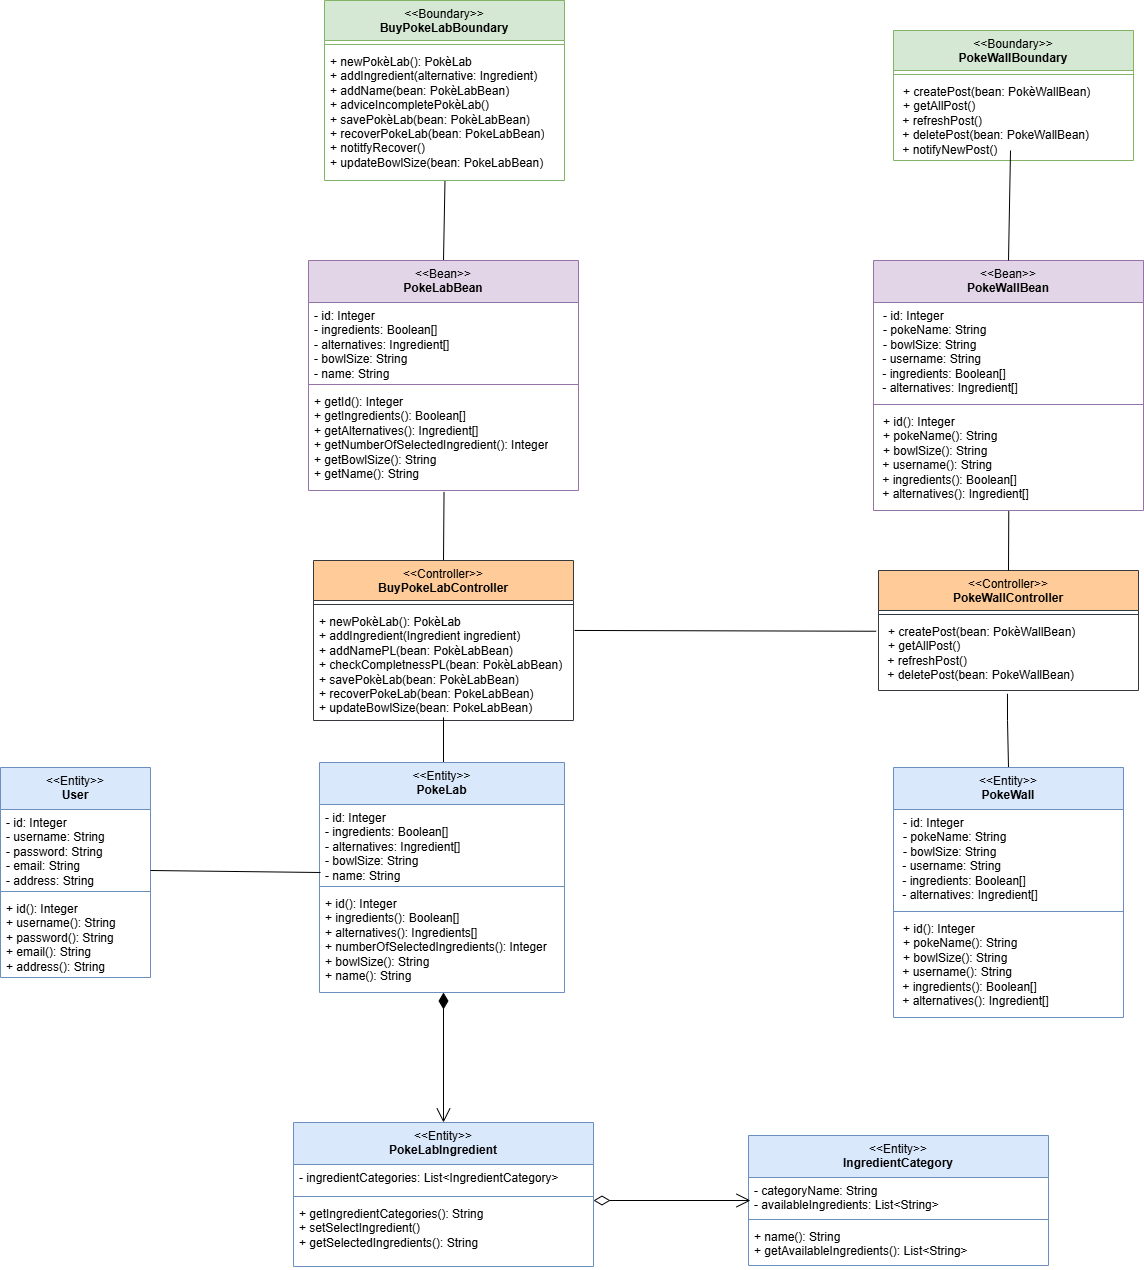 <<Boundary>>
BuyPokeLabBoundary
+ newPokèLab(): PokèLab
+ addIngredient(alternative: Ingredient)
+ addName(bean: PokèLabBean)
+ adviceIncompletePokèLab()
+ savePokèLab(bean: PokèLabBean)
+ recoverPokeLab(bean: PokeLabBean)
+ notitfyRecover()
+ updateBowlSize(bean: PokeLabBean)
<<Boundary>>
PokeWallBoundary
+ createPost(bean: PokèWallBean)
+ getAllPost()
+ refreshPost()
+ deletePost(bean: PokeWallBean)
+ notifyNewPost()
<<Bean>>
PokeLabBean
- id: Integer
- ingredients: Boolean[]
- alternatives: Ingredient[]
- bowlSize: String
- name: String
+ getId(): Integer
+ getIngredients(): Boolean[]
+ getAlternatives(): Ingredient[]
+ getNumberOfSelectedIngredient(): Integer
+ getBowlSize(): String
+ getName(): String
<<Bean>>
PokeWallBean
- id: Integer
- pokeName: String
- bowlSize: String
- username: String
- ingredients: Boolean[]
- alternatives: Ingredient[]
+ id(): Integer
+ pokeName(): String
+ bowlSize(): String
+ username(): String
+ ingredients(): Boolean[]
+ alternatives(): Ingredient[]
<<Controller>>
BuyPokeLabController
+ newPokèLab(): PokèLab
+ addIngredient(Ingredient ingredient)
+ addNamePL(bean: PokèLabBean)
+ checkCompletnessPL(bean: PokèLabBean)
+ savePokèLab(bean: PokèLabBean)
+ recoverPokeLab(bean: PokeLabBean)
+ updateBowlSize(bean: PokeLabBean)
<<Controller>>
PokeWallController
+ createPost(bean: PokèWallBean)
+ getAllPost()
+ refreshPost()
+ deletePost(bean: PokeWallBean)
<<Entity>>
User
- id: Integer
- username: String
- password: String
- email: String
- address: String
+ id(): Integer
+ username(): String
+ password(): String
+ email(): String
+ address(): String
<<Entity>>
PokeLab
- id: Integer
- ingredients: Boolean[]
- alternatives: Ingredient[]
- bowlSize: String
- name: String
+ id(): Integer
+ ingredients(): Boolean[]
+ alternatives(): Ingredients[]
+ numberOfSelectedIngredients(): Integer
+ bowlSize(): String
+ name(): String
<<Entity>>
PokeWall
- id: Integer
- pokeName: String
- bowlSize: String
- username: String
- ingredients: Boolean[]
- alternatives: Ingredient[]
+ id(): Integer
+ pokeName(): String
+ bowlSize(): String
+ username(): String
+ ingredients(): Boolean[]
+ alternatives(): Ingredient[]
<<Entity>>
PokeLabIngredient
- ingredientCategories: List<IngredientCategory>
+ getIngredientCategories(): String
+ setSelectIngredient()
+ getSelectedIngredients(): String
<<Entity>>
IngredientCategory
- categoryName: String
- availableIngredients: List<String>
+ name(): String
+ getAvailableIngredients(): List<String>